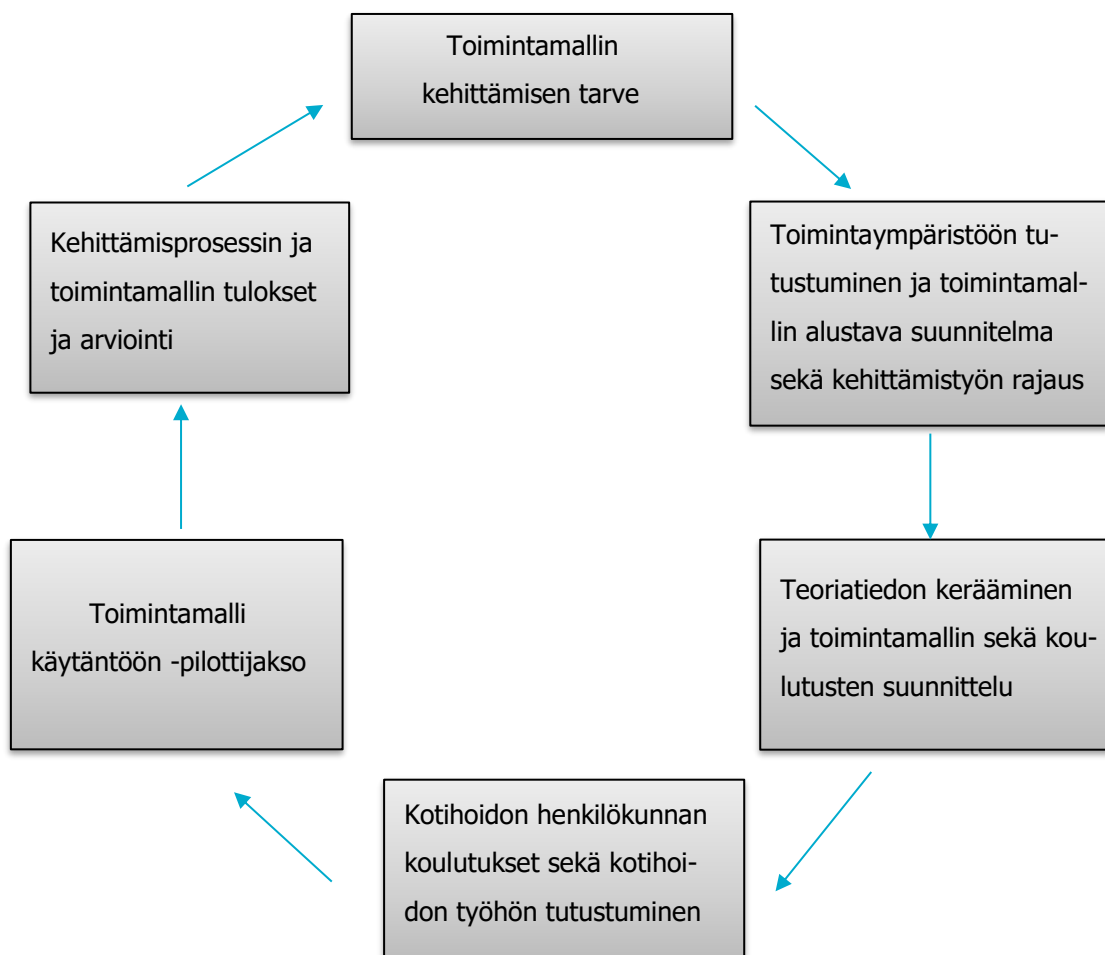 Toimintamallin
kehittämisen tarve
Toimintaympäristöön tu-
tustuminen ja toimintamal-
lin alustava suunnitelma
sekä kehittämistyön rajaus
Teoriatiedon kerääminen
ja toimintamallin sekä kou-
lutusten suunnittelu
Kotihoidon henkilökunnan
koulutukset sekä kotihoi-
don työhön tutustuminen
Toimintamalli
käytäntöön -pilottijakso
Kehittämisprosessin ja
toimintamallin tulokset
ja arviointi